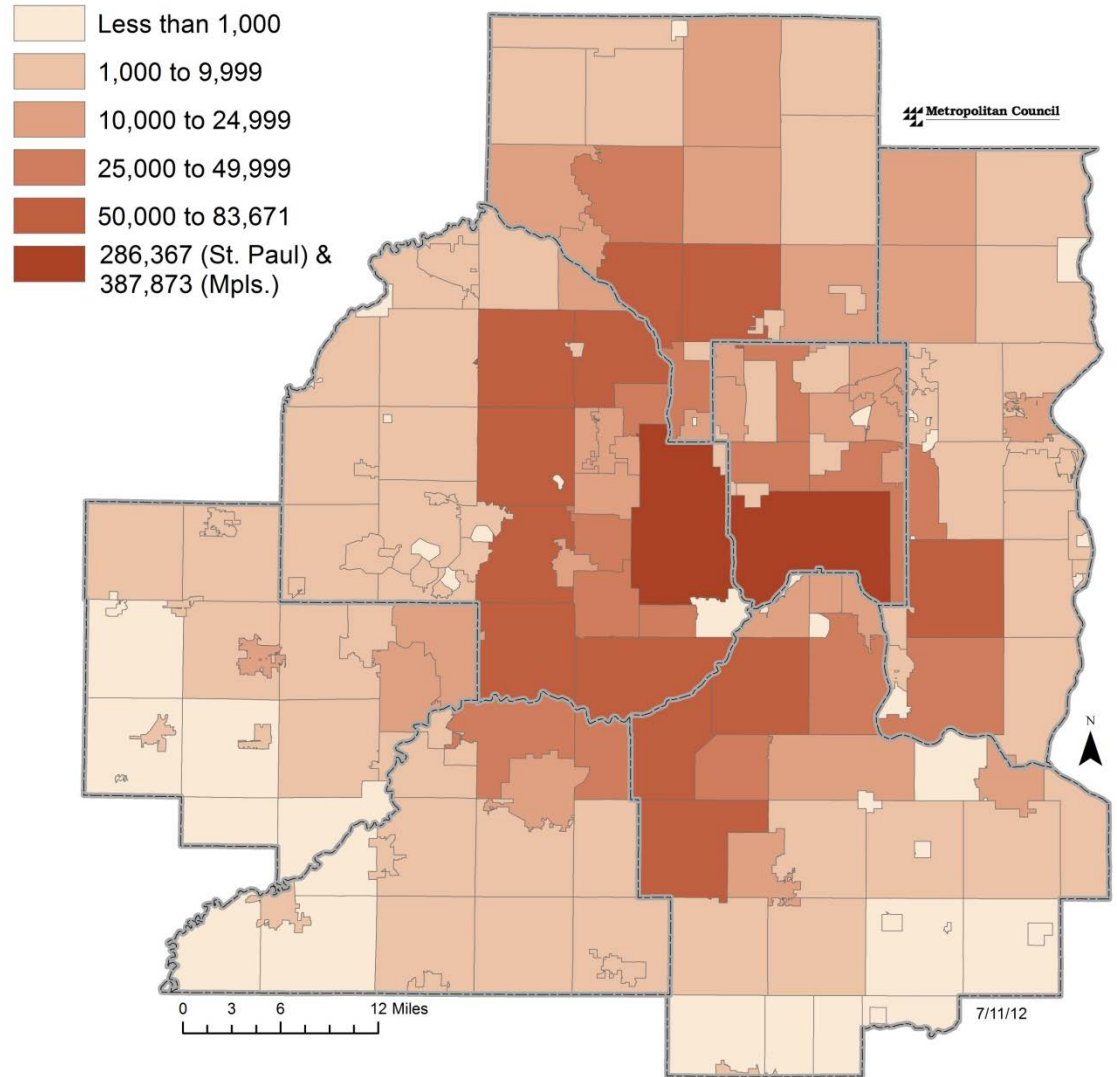 Less than 1,000
1,000 to 9,999
10,000 to 24,999
25,000 to 49,999
50,000 to 83,671
286,367 (St. Paul) &
387,873 (Mpls.)
Metropolitan Council
N
0 3 6 12 Miles
7/11/12